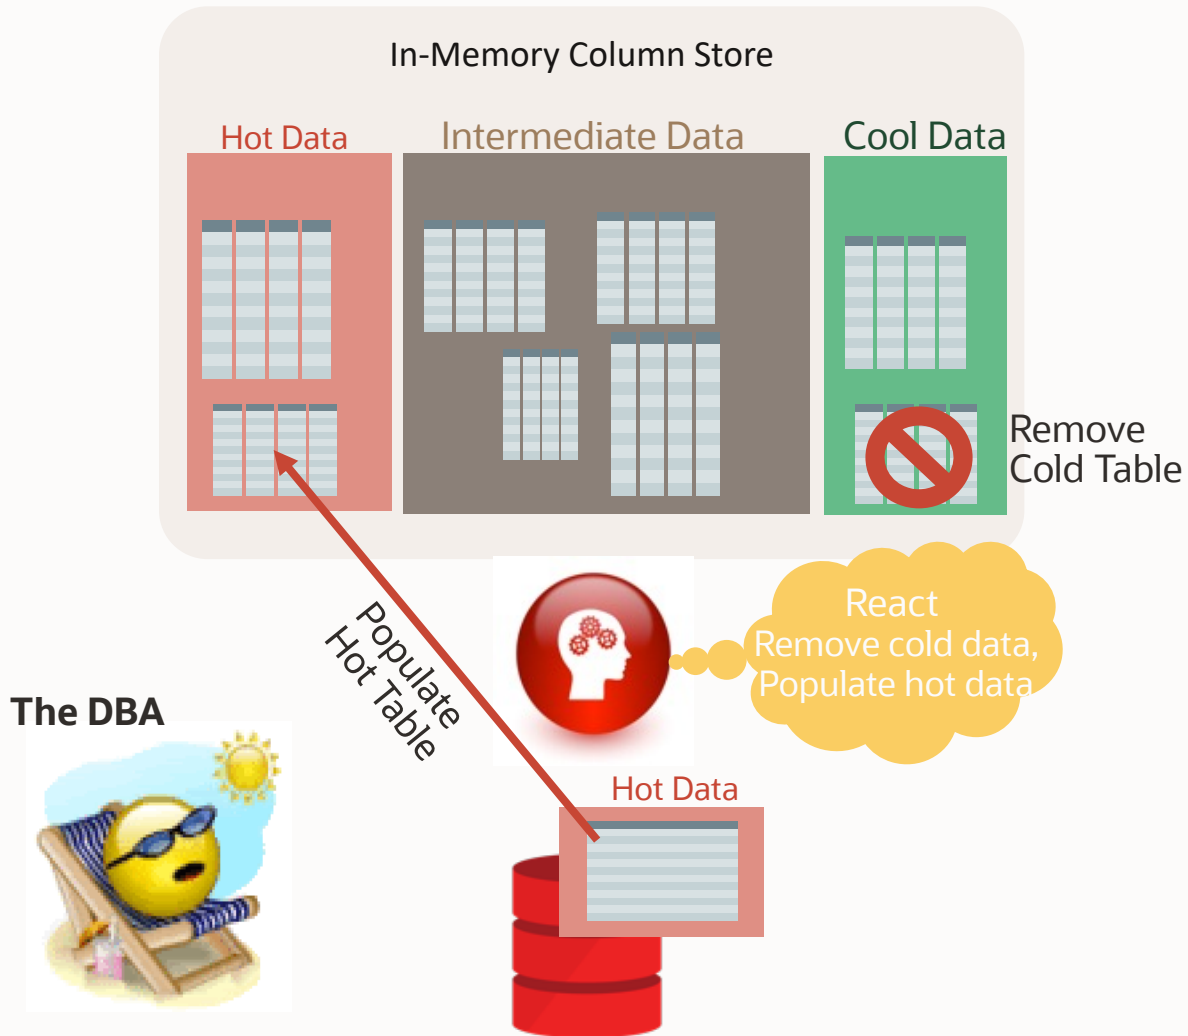 In-Memory Column Store
Hot Data
Intermediate Data
Cool Data
Remove
Cold Table
Populate
Hot Table
React
Remove cold data,
Populate hot data
The DBA
Hot Data